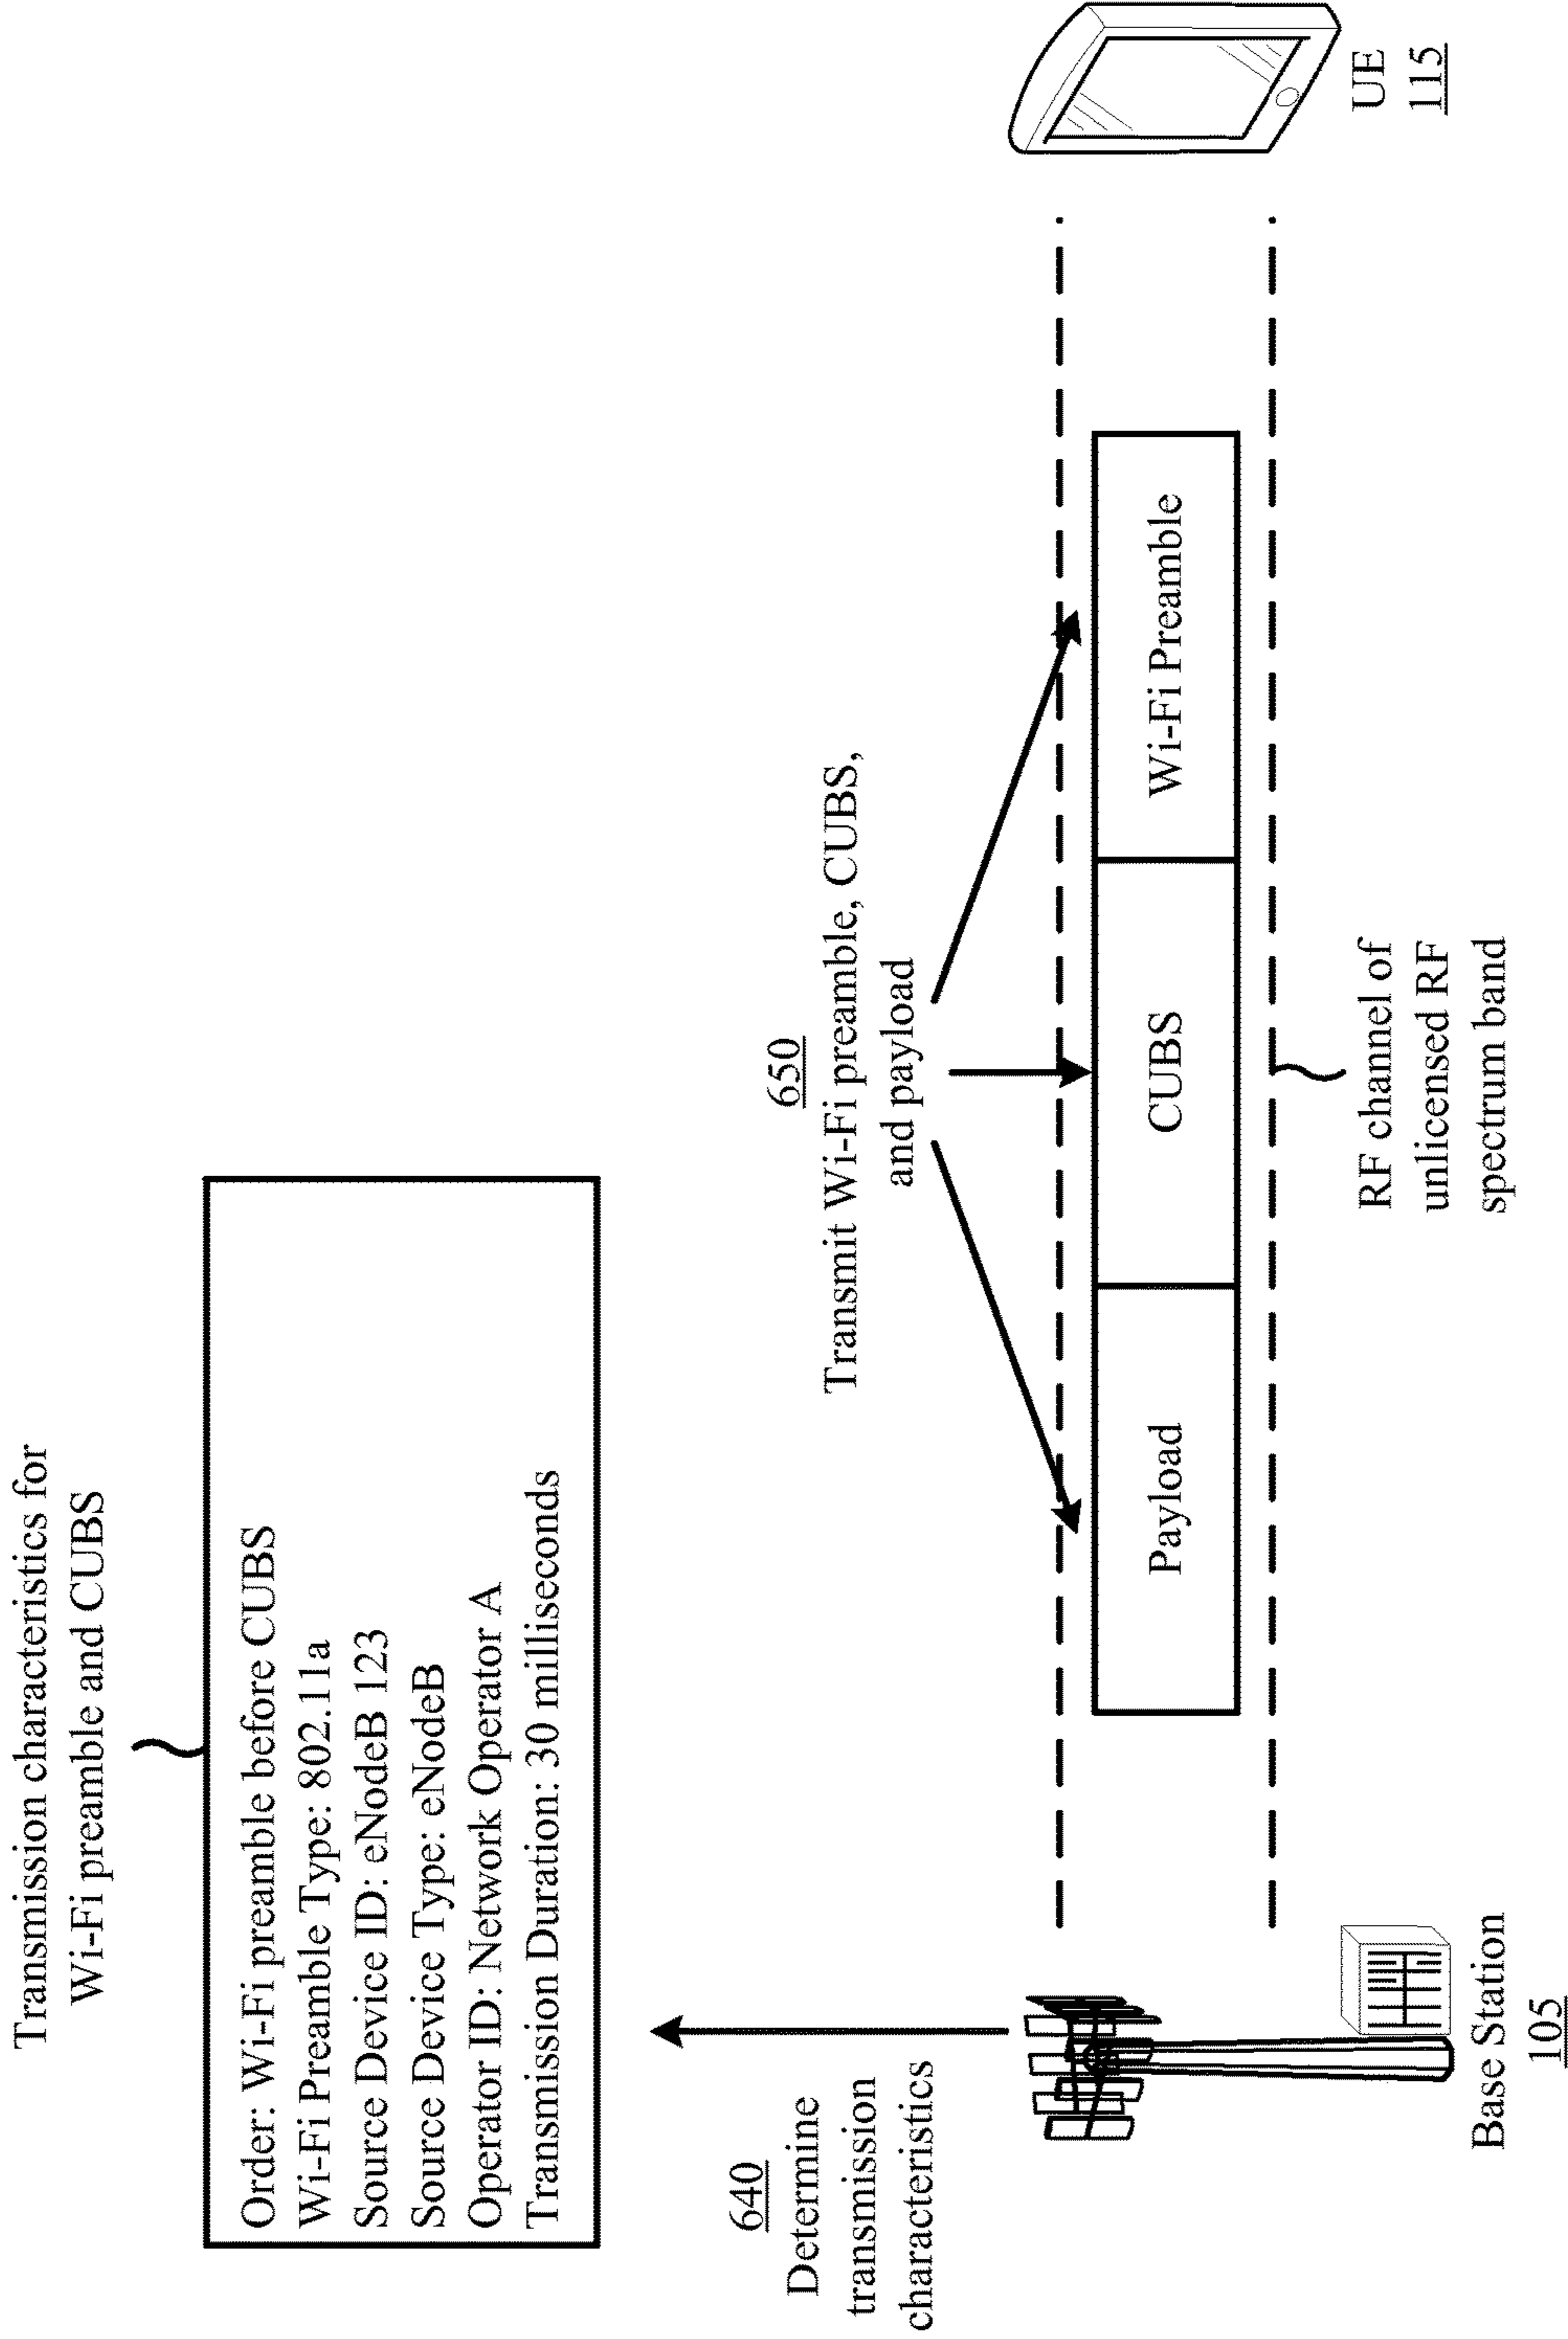 Transmission characteristics for
Wi-Fi preamble and CUBS
Order: Wi-Fi preamble before CUBS
Wi-Fi Preamble Type: 802.11a
Source Device ID: eNodeB 123
Source Device Type: eNodeB
Operator ID: Network Operator A
Transmission Duration: 30 milliseconds
640
Determine
transmission
characteristics
650
Transmit Wi-Fi preamble, CUBS,
and payload
Payload
CUBS
Wi-Fi Preamble
RF channel of
unlicensed RF
spectrum band
Base Station
105
UE
115